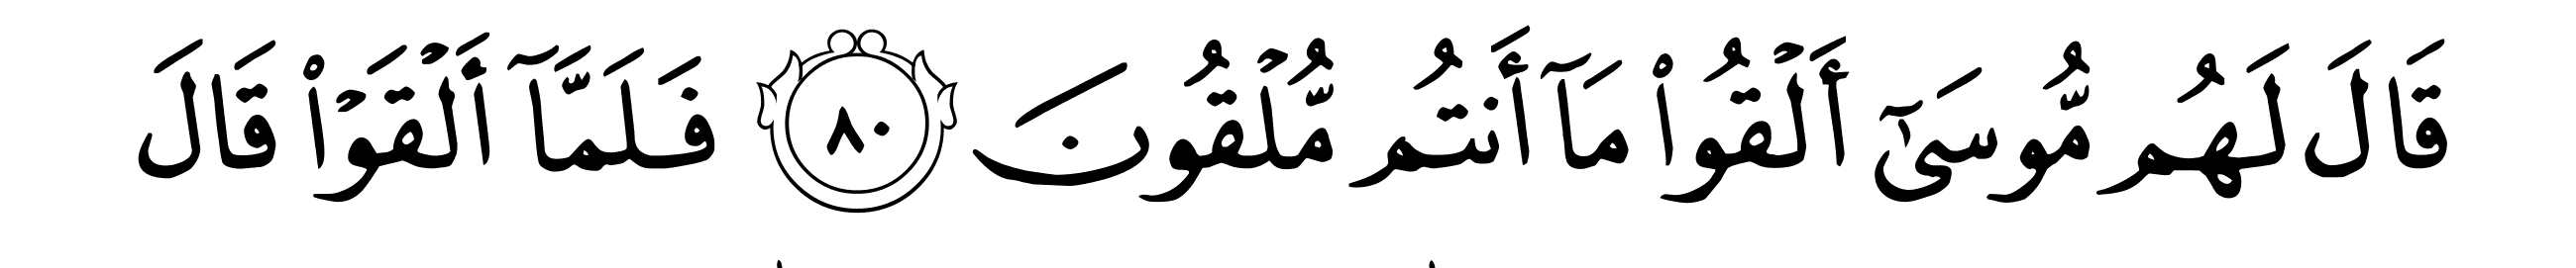 قَالَ لَهُم مُّوسَىٰٓ أَلۡقُواْ مَآ أَنتُم مُّلۡقُونَ ٨٠ فَلَمَّآ أَلۡقَوۡاْ قَالَ